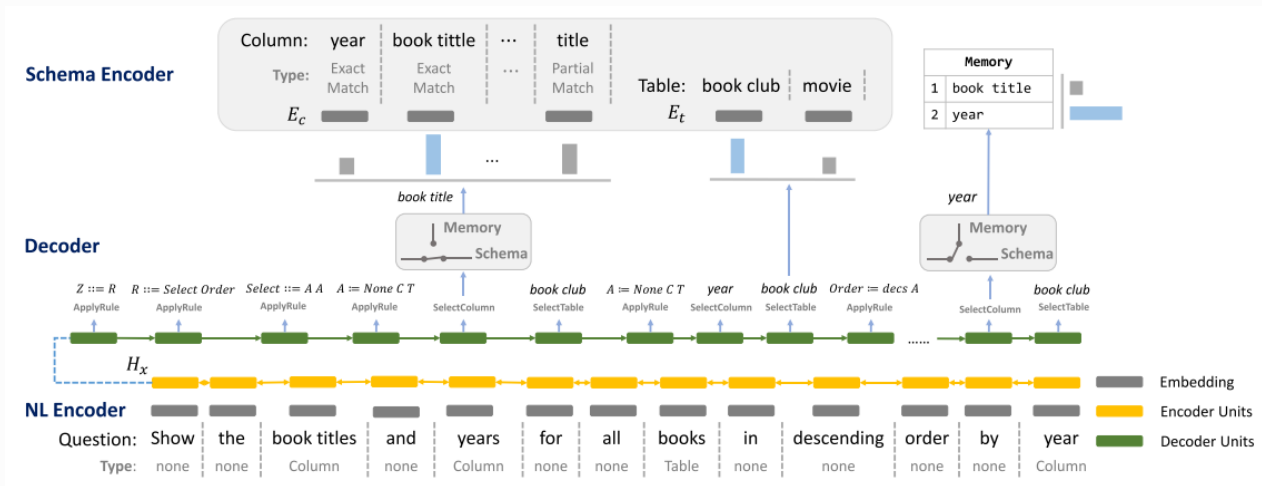 Schema Encoder
Column: year book tittle ... title
Type: Exact Match Exact Match ... Partial Match
E_c
Table: book club movie
E_t
Memory
1 book title
2 year
...
book title
year
Decoder
Memory
Schema
Memory
Schema
Z ::= R R ::= Select Order Select ::= A A A ≔ None C T book club A ≔ None C T year book club Order ≔ decs A book club
ApplyRule ApplyRule ApplyRule ApplyRule SelectColumn SelectTable ApplyRule SelectColumn SelectTable ApplyRule SelectColumn SelectTable
......
H_x
NL Encoder
Embedding
Encoder Units
Decoder Units
Question: Show the book titles and years for all books in descending order by year
Type: none none Column none Column none none Table none none none none Column